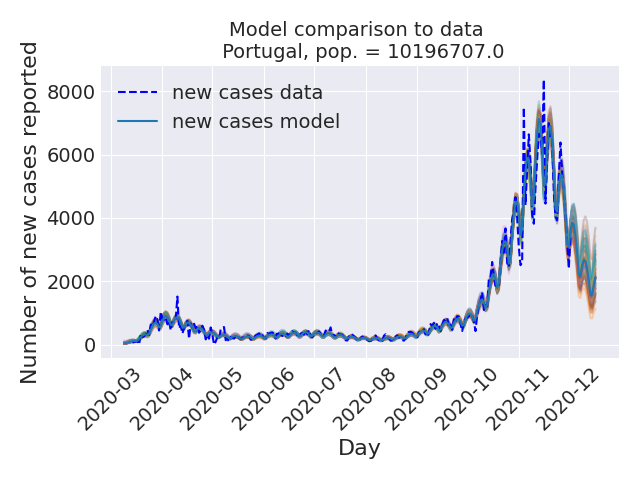 Model comparison to data
Portugal, pop. = 10196707.0
Number of new cases reported
8000
6000
4000
2000
0
new cases data
new cases model
2020-03
2020-04
2020-05
2020-06
2020-07
2020-08
2020-09
2020-10
2020-11
2020-12
Day